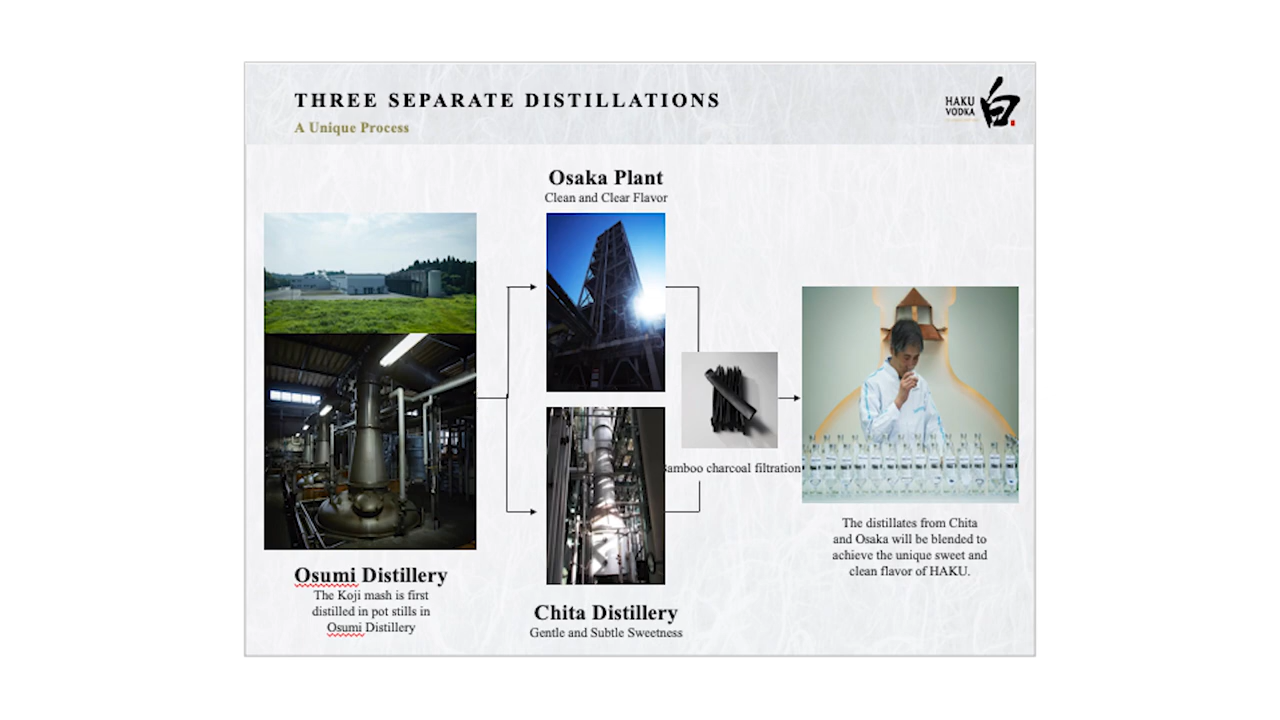 THREE SEPARATE DISTILLATIONS
A Unique Process
HAKU
VODKA
白
Osaka Plant
Clean and Clear Flavor
Bamboo charcoal filtration
Osumi Distillery
The Koji mash is first
distilled in pot stills in
Osumi Distillery
Chita Distillery
Gentle and Subtle Sweetness
The distillates from Chita
and Osaka will be blended to
achieve the unique sweet and
clean flavor of HAKU.